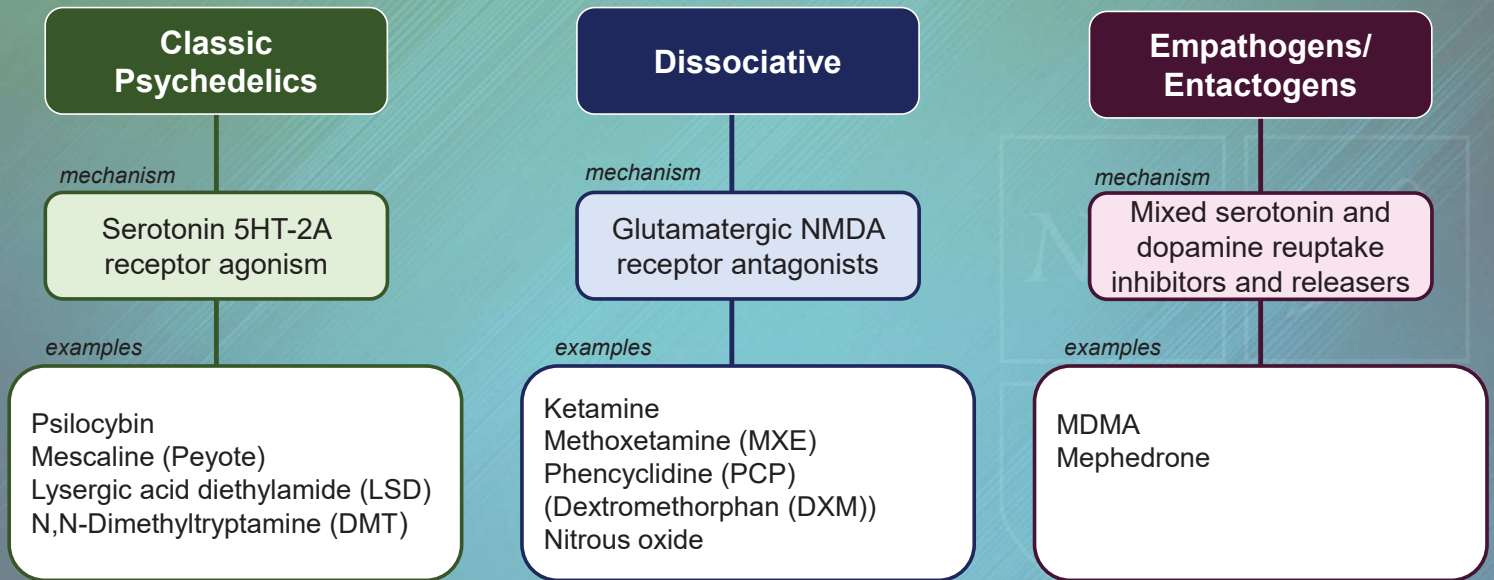 Classic
Psychedelics
mechanism
Serotonin 5HT-2A
receptor agonism
examples
Psilocybin
Mescaline (Peyote)
Lysergic acid diethylamide (LSD)
N,N-Dimethyltryptamine (DMT)
Dissociative
mechanism
Glutamatergic NMDA
receptor antagonists
examples
Ketamine
Methoxetamine (MXE)
Phencyclidine (PCP)
(Dextromethorphan (DXM))
Nitrous oxide
Empathogens/
Entactogens
mechanism
Mixed serotonin and
dopamine reuptake
inhibitors and releasers
examples
MDMA
Mephedrone